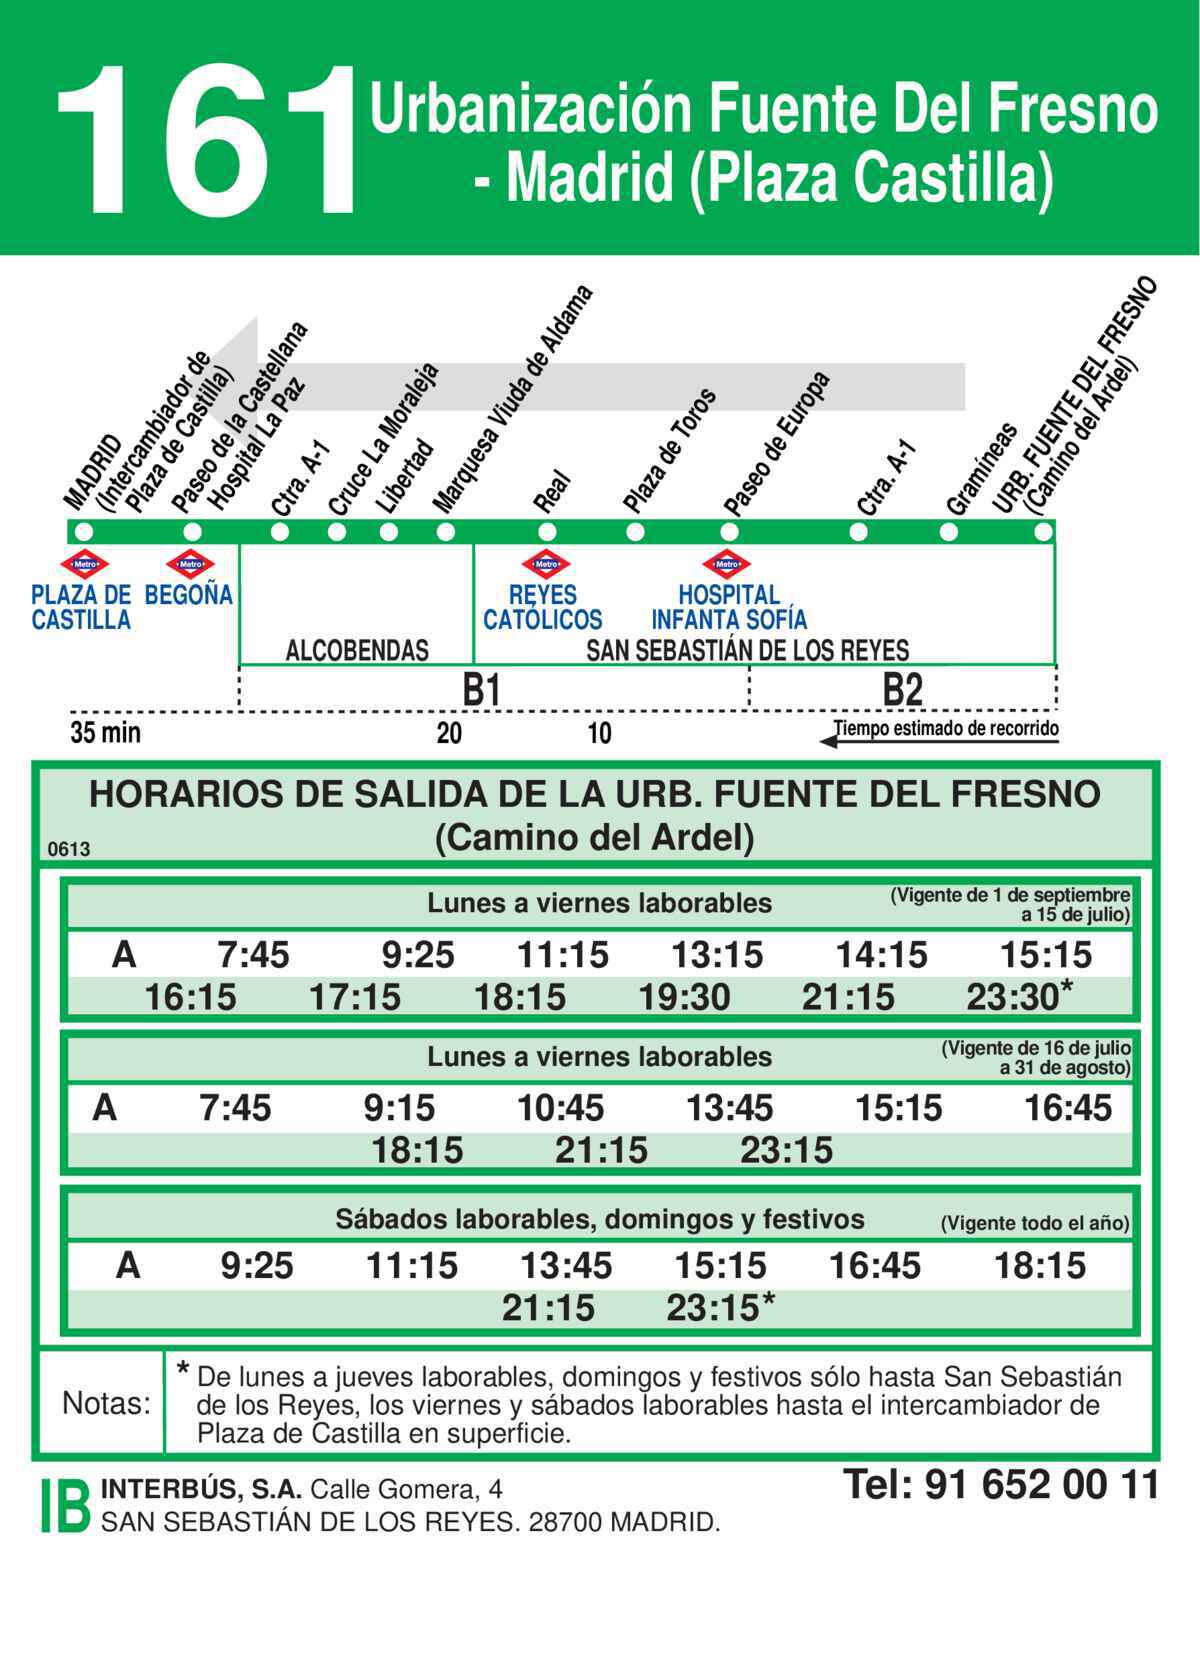 161
Urbanización Fuente Del Fresno
- Madrid (Plaza Castilla)
MADRID
(Intercambiador de
Plaza de Castilla)
Paseo de la Castellana
Hospital La Paz
Ctra. A-1
Cruce La Moraleja
Libertad
Marquesa Viuda de Aldama
Real
Plaza de Toros
Paseo de Europa
Ctra. A-1
Gramíneas
URB. FUENTE DEL FRESNO
(Camino del Ardel)
Metro
Metro
Metro
Metro
PLAZA DE
CASTILLA
BEGOÑA
REYES
CATÓLICOS
HOSPITAL
INFANTA SOFÍA
ALCOBENDAS
SAN SEBASTIÁN DE LOS REYES
B1
B2
35 min
20
10
Tiempo estimado de recorrido
HORARIOS DE SALIDA DE LA URB. FUENTE DEL FRESNO
(Camino del Ardel)
0613
Lunes a viernes laborables
(Vigente de 1 de septiembre
a 15 de julio)
A 7:45 9:25 11:15 13:15 14:15 15:15
16:15 17:15 18:15 19:30 21:15 23:30*
Lunes a viernes laborables
(Vigente de 16 de julio
a 31 de agosto)
A 7:45 9:15 10:45 13:45 15:15 16:45
18:15 21:15 23:15
Sábados laborables, domingos y festivos (Vigente todo el año)
A 9:25 11:15 13:45 15:15 16:45 18:15
21:15 23:15*
Notas:
* De lunes a jueves laborables, domingos y festivos sólo hasta San Sebastián
de los Reyes, los viernes y sábados laborables hasta el intercambiador de
Plaza de Castilla en superficie.
IB
INTERBÚS, S.A. Calle Gomera, 4
SAN SEBASTIÁN DE LOS REYES. 28700 MADRID.
Tel: 91 652 00 11